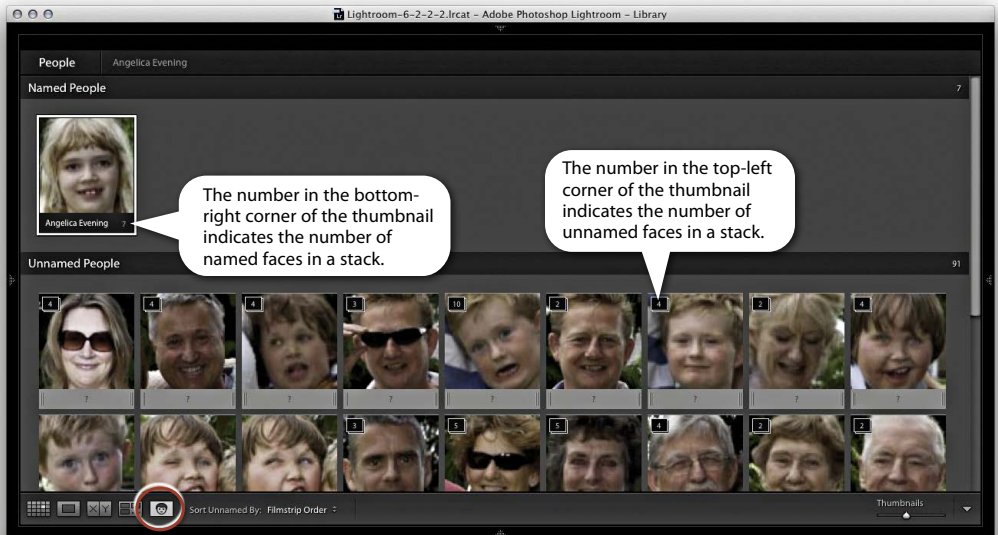 Lightroom-6-2-2-2.lrcat – Adobe Photoshop Lightroom – Library
People Angelica Evening
Named People 7
The number in the bottom-
right corner of the thumbnail
indicates the number of
named faces in a stack.
The number in the top-left
corner of the thumbnail
indicates the number of
unnamed faces in a stack.
Angelica Evening
Unnamed People 91
4 4 4 3 10 2 4 2 4
? ? ? ? ? ? ? ? ?
3 5 5 4 2 2
Sort Unnamed By: Filmstrip Order
Thumbnails